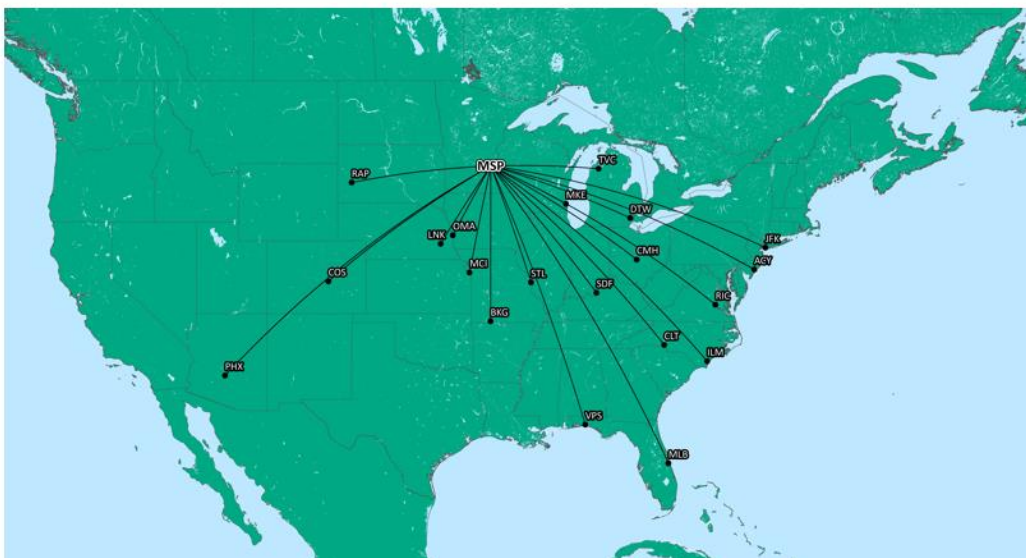 MSP
TVC
RAP
MKE
DTW
OMA
LNK
JFK
CMH
ACY
MCI
COS
STL
SDF
RIC
BKG
CLT
ILM
PHX
VPS
MLB